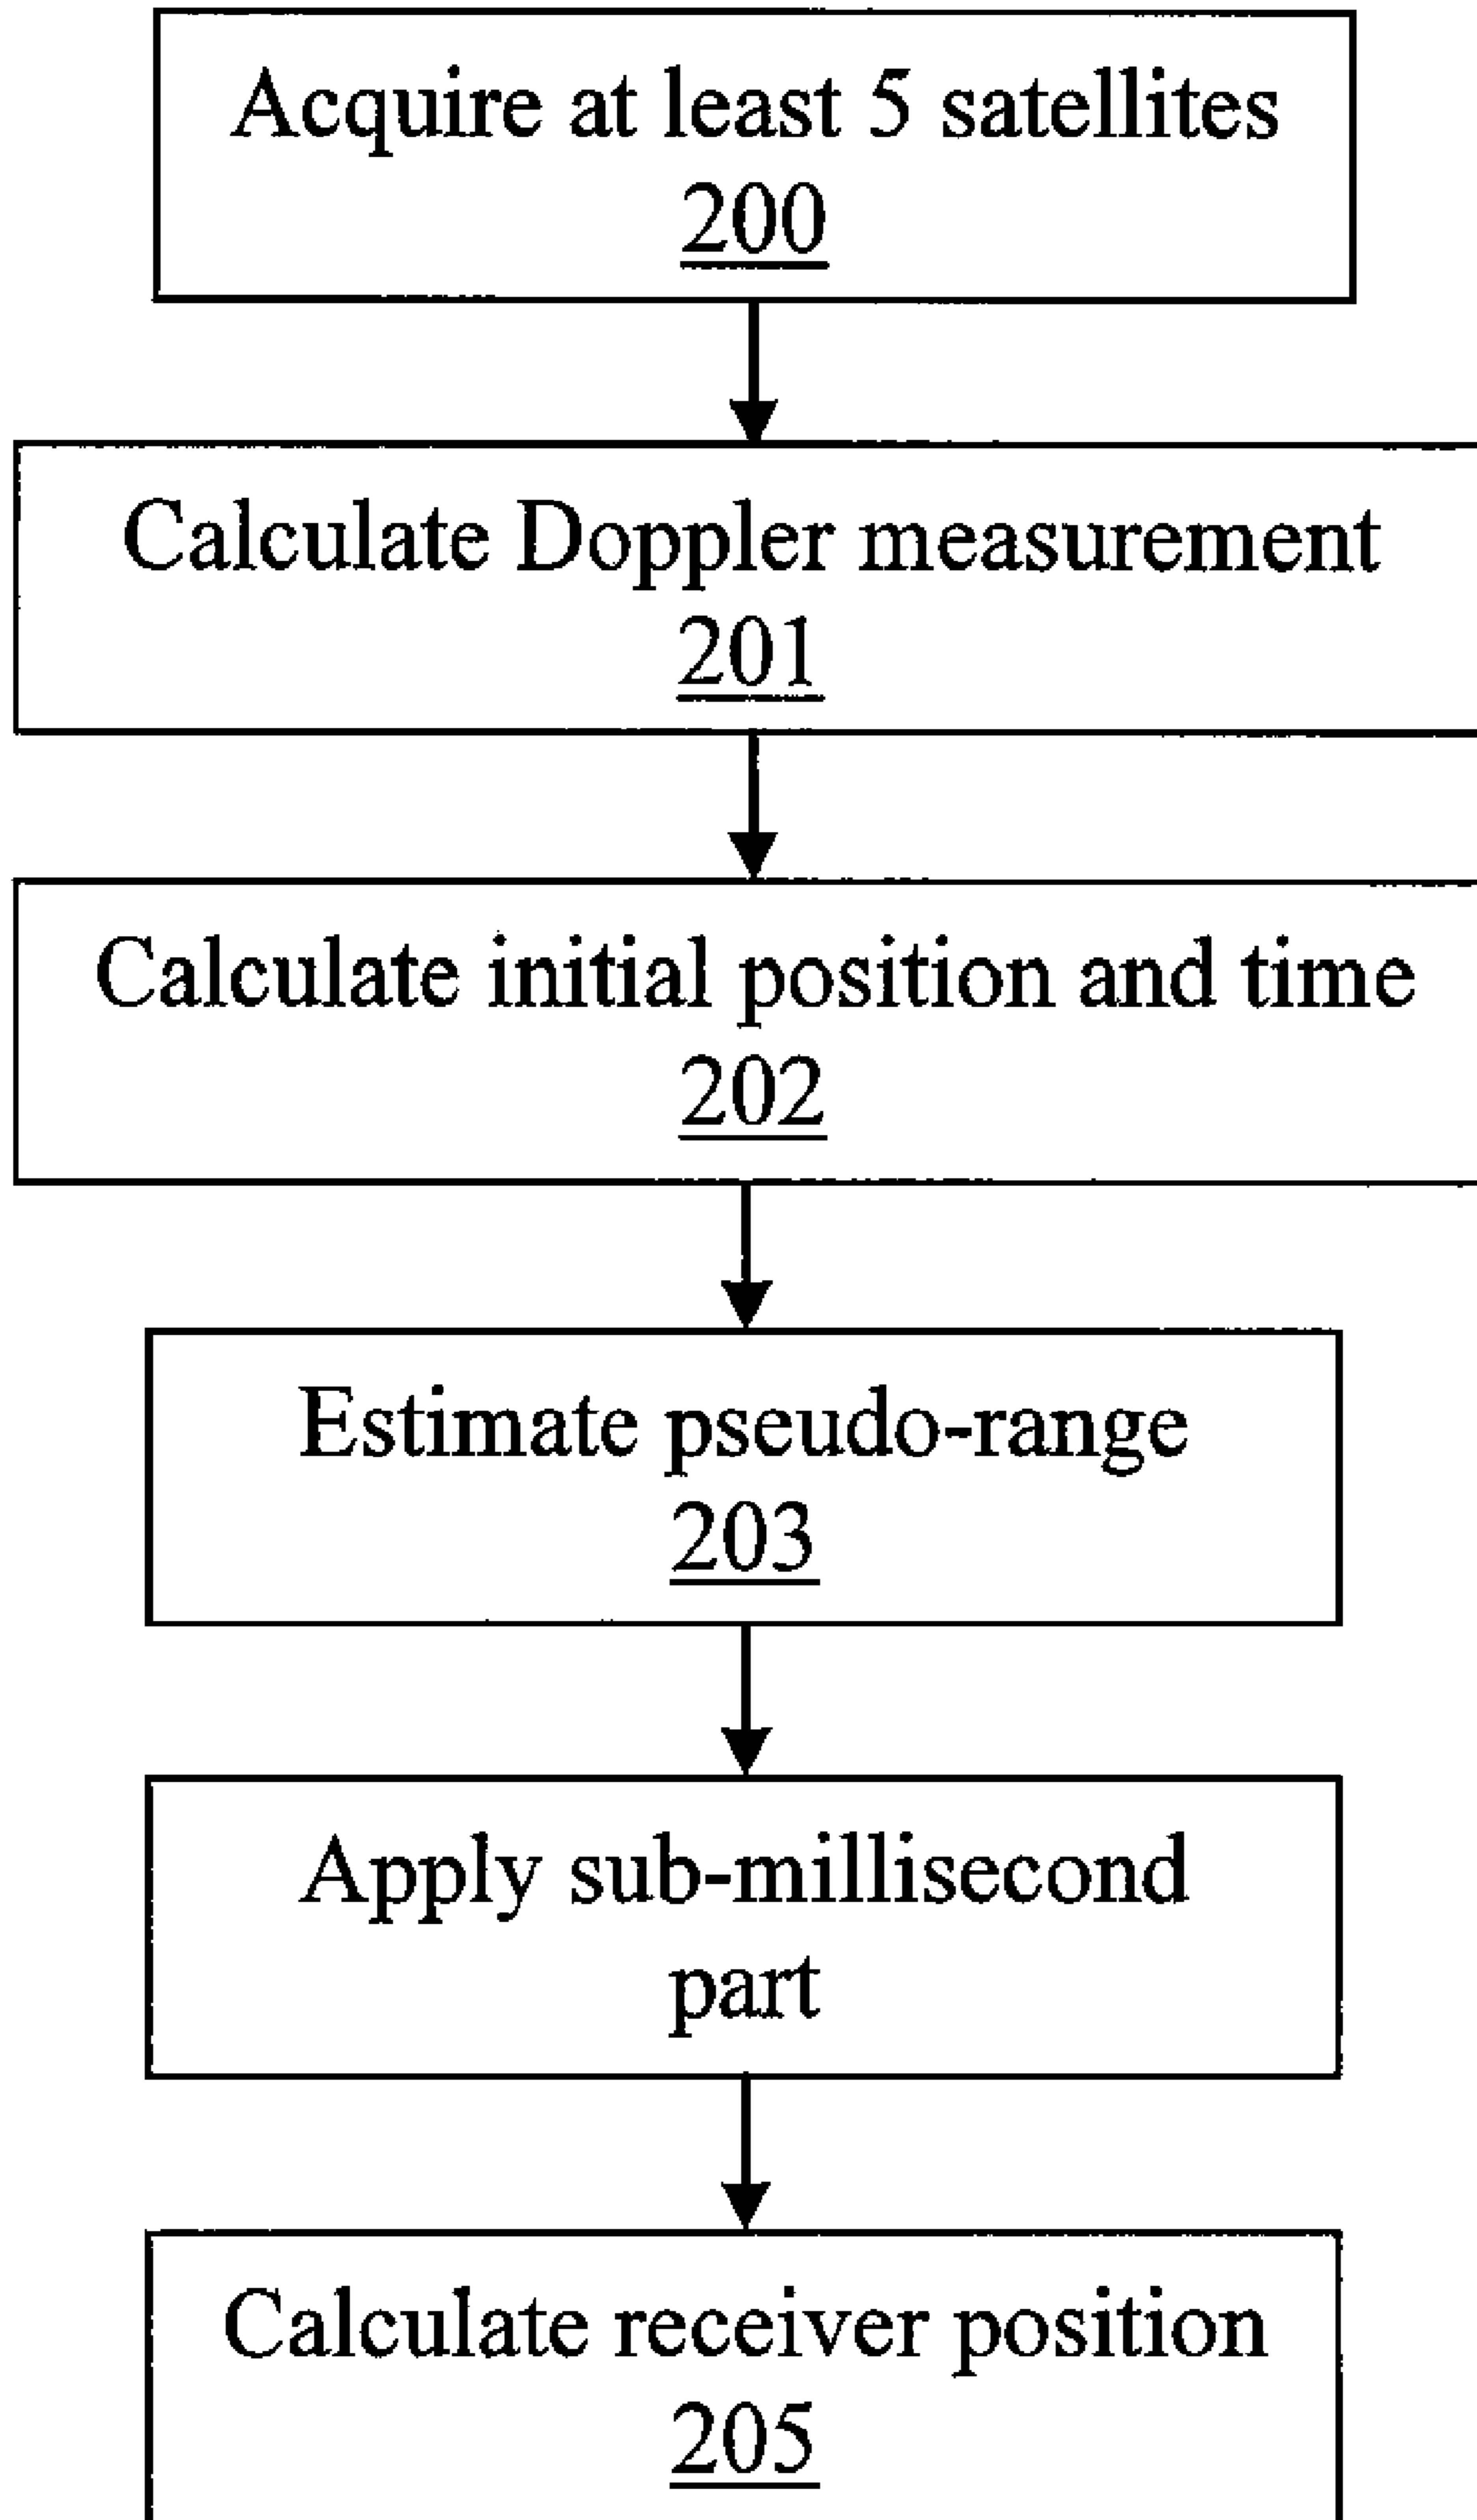 Acquire at least 5 satellites
200
Calculate Doppler measurement
201
Calculate initial position and time
202
Estimate pseudo-range
203
Apply sub-millisecond
part
Calculate receiver position
205